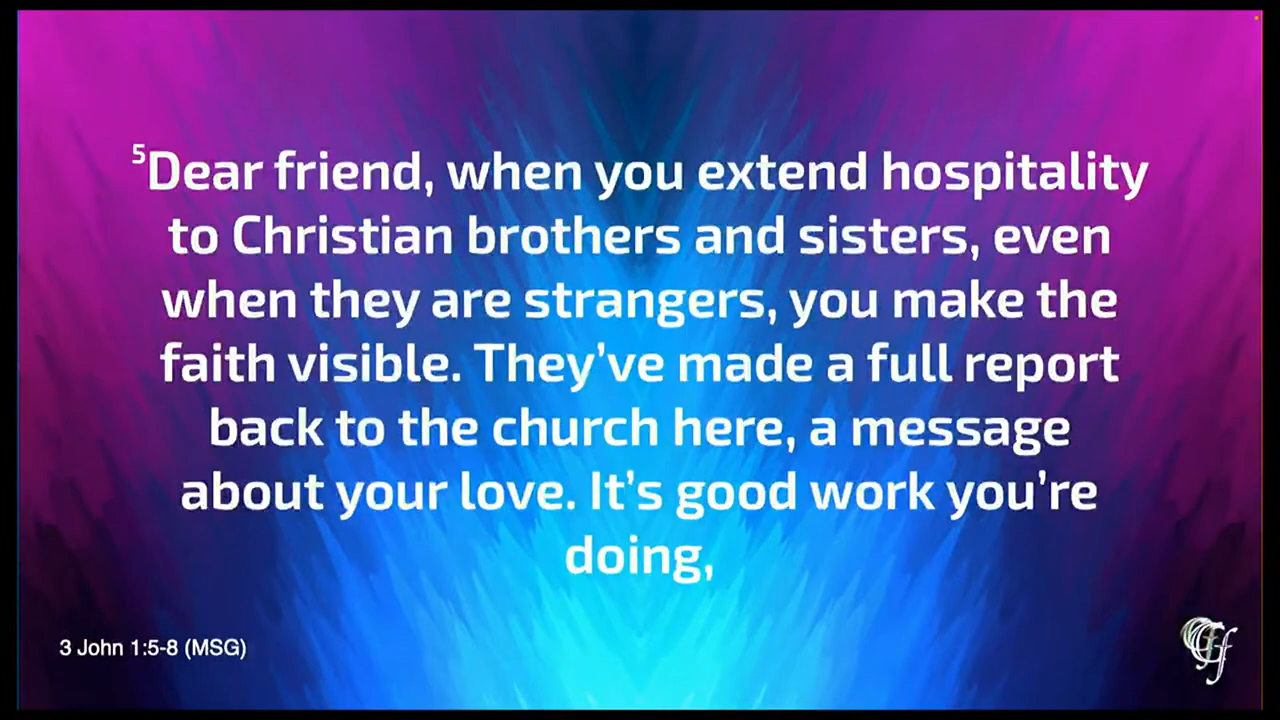 ⁵Dear friend, when you extend hospitality
to Christian brothers and sisters, even
when they are strangers, you make the
faith visible. They’ve made a full report
back to the church here, a message
about your love. It’s good work you’re
doing,
3 John 1:5-8 (MSG)